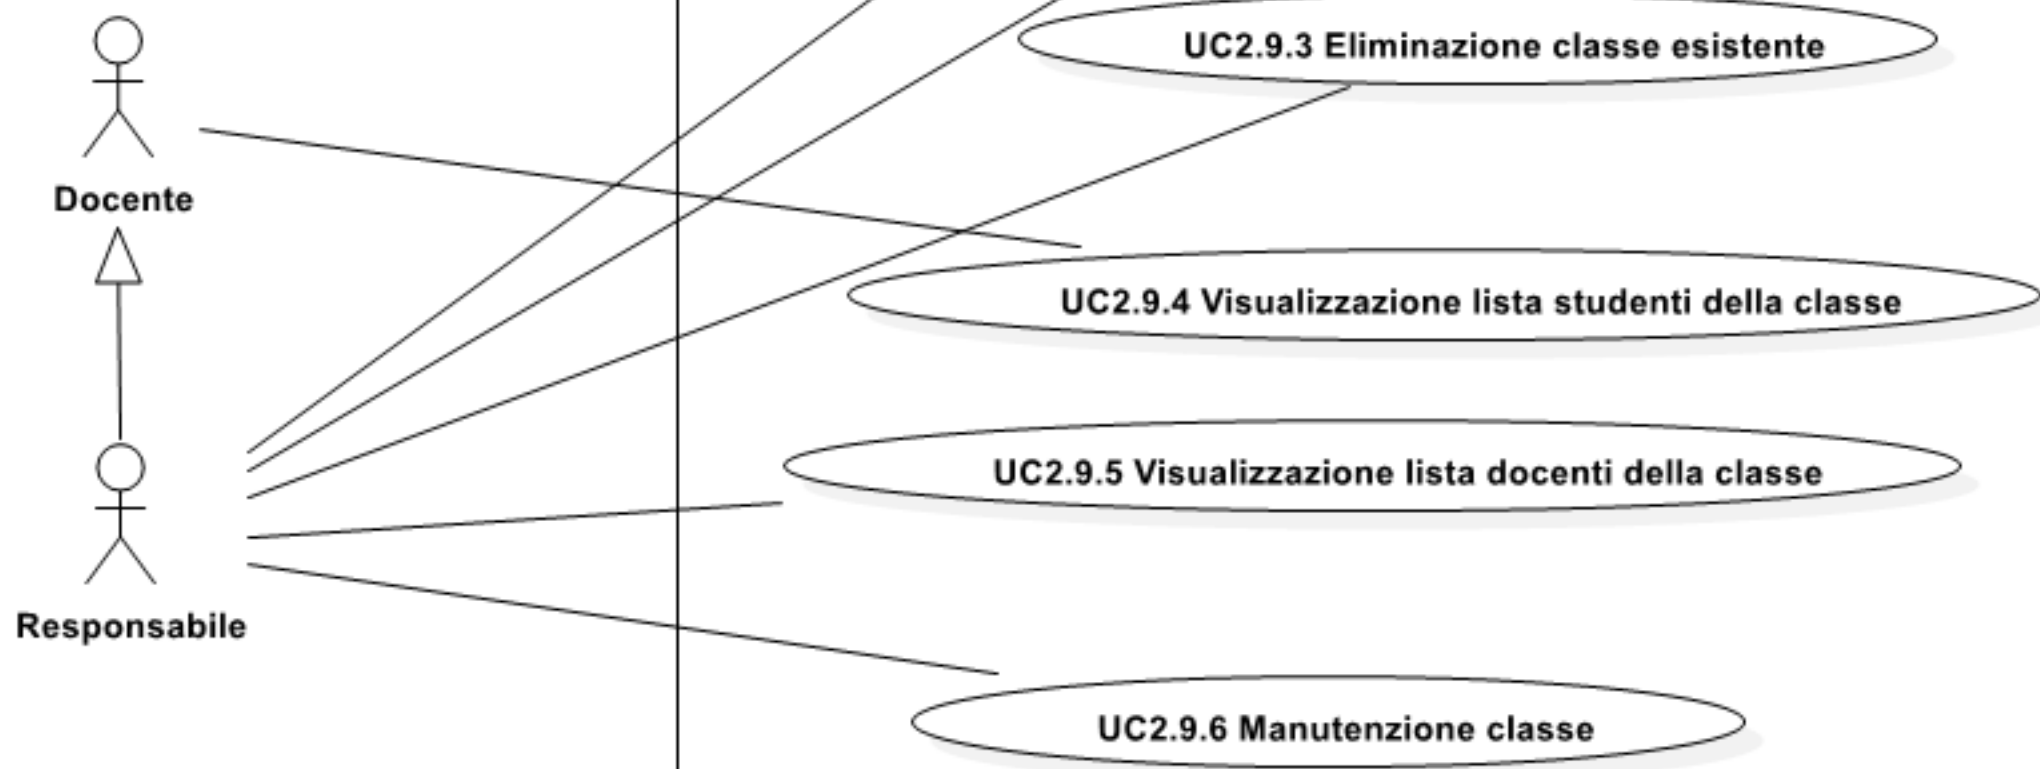 UC2.9.3 Eliminazione classe esistente
Docente
UC2.9.4 Visualizzazione lista studenti della classe
UC2.9.5 Visualizzazione lista docenti della classe
Responsabile
UC2.9.6 Manutenzione classe